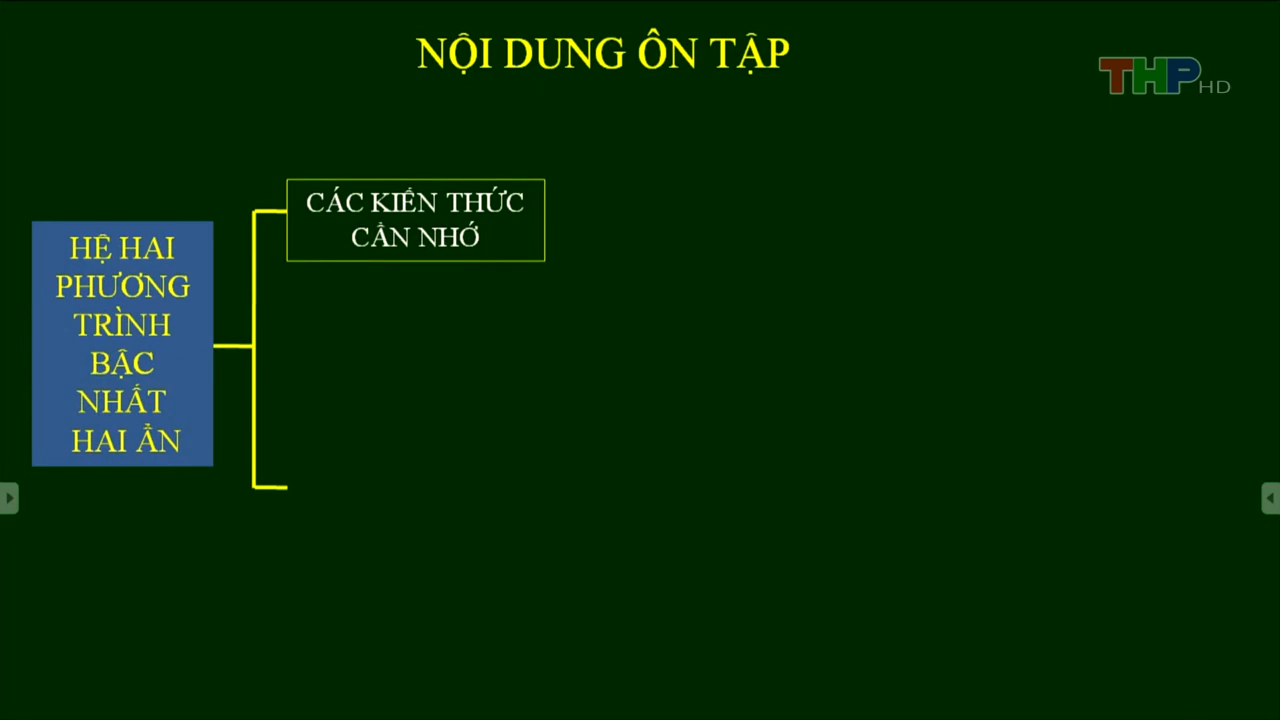 NỘI DUNG ÔN TẬP
THP HD
CÁC KIẾN THỨC
CẦN NHỚ
HỆ HAI
PHƯƠNG
TRÌNH
BẬC
NHẤT
HAI ẨN